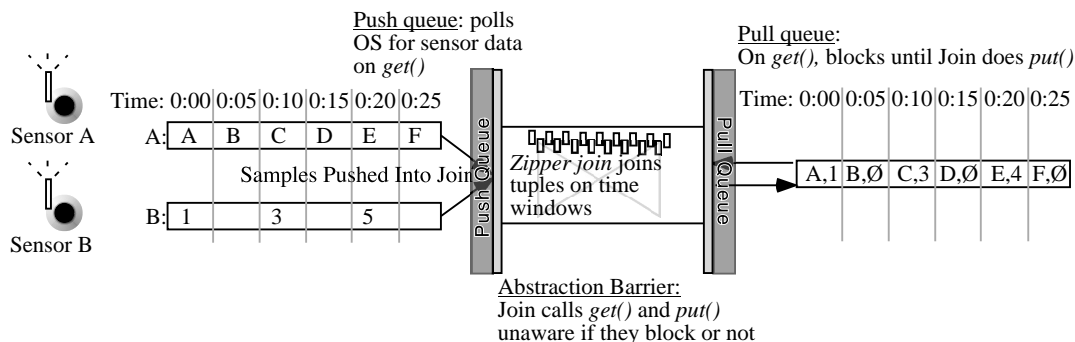 Push queue: polls
OS for sensor data
on get()
Pull queue:
On get(), blocks until Join does put()
Time: 0:00 0:05 0:10 0:15 0:20 0:25
A: A B C D E F
Sensor A
Samples Pushed Into Join
B: 1 3 5
Sensor B
Push Queue
Zipper join joins
tuples on time
windows
Pull Queue
Time: 0:00 0:05 0:10 0:15 0:20 0:25
A,1 B,Ø C,3 D,Ø E,4 F,Ø
Abstraction Barrier:
Join calls get() and put()
unaware if they block or not